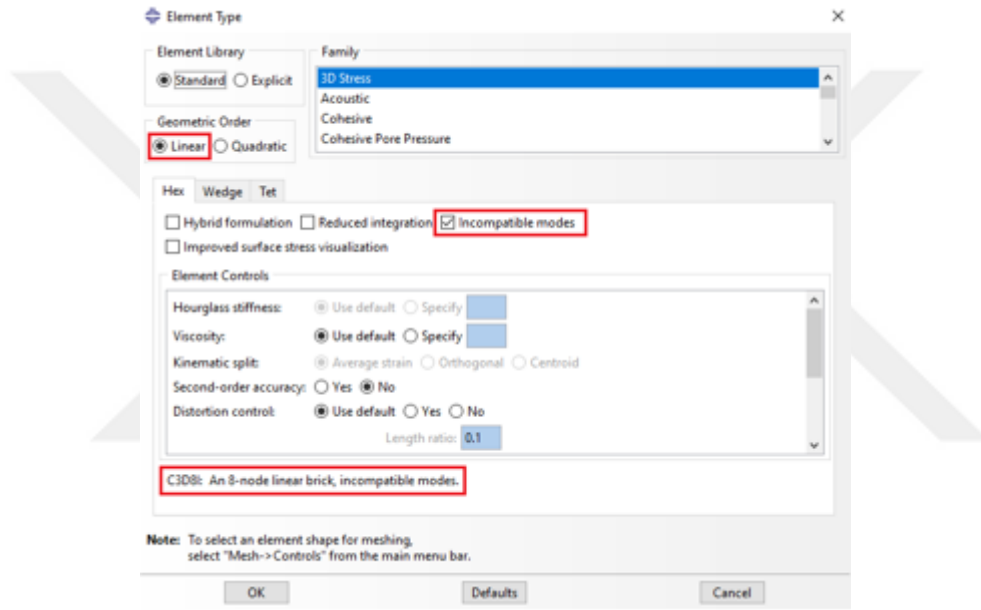 Element Type
Element Library
Family
Standard Explicit
3D Stress
Acoustic
Cohesive
Cohesive Pore Pressure
Geometric Order
Linear Quadratic
Hex Wedge Tet
Hybrid formulation Reduced integration Incompatible modes
Improved surface stress visualization
Element Controls
Hourglass stiffness: Use default Specify
Viscosity: Use default Specify
Kinematic split: Average strain Orthogonal Centroid
Second-order accuracy: Yes No
Distortion control: Use default Yes No
Length ratio: 0.1
C3D8I: An 8-node linear brick, incompatible modes.
Note: To select an element shape for meshing,
select "Mesh->Controls" from the main menu bar.
OK Defaults Cancel